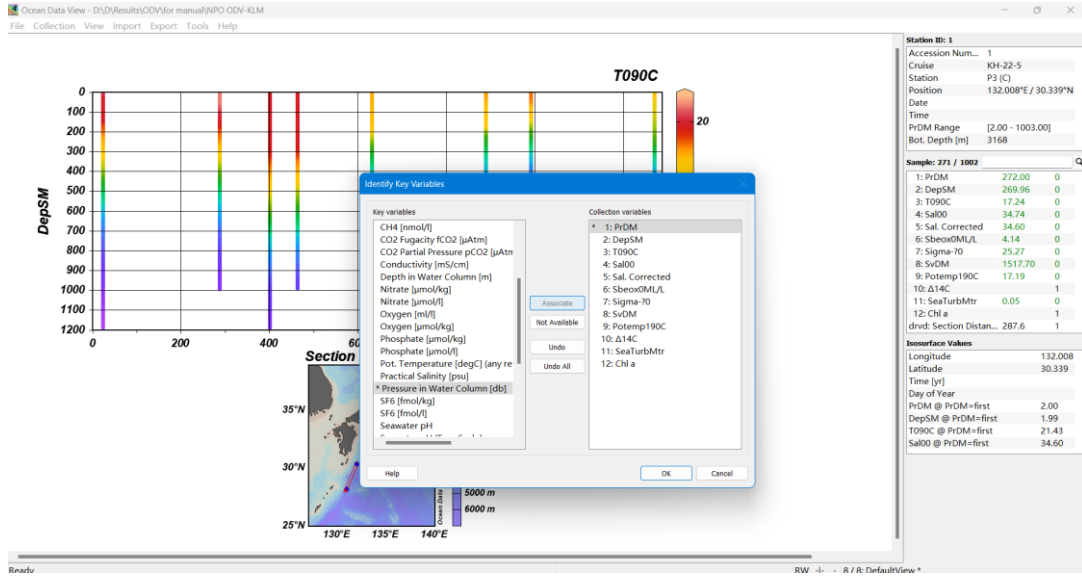 Ocean Data View - D:\D\Results\ODV\for manual\NPO ODV-KLM
File Collection View Import Export Tools Help
T090C
0
100
200
300
400
500
600
700
800
900
1000
1100
1200
DepSM
0 200 400 60
Section
20
35°N
30°N
25°N
130°E 135°E 140°E
5000 m
6000 m
Ocean Data
Identify Key Variables
Key variables
CH4 [nmol/l]
CO2 Fugacity fCO2 [µAtm]
CO2 Partial Pressure pCO2 [µAtn
Conductivity [mS/cm]
Depth in Water Column [m]
Nitrate [µmol/kg]
Nitrate [µmol/l]
Oxygen [ml/l]
Oxygen [µmol/kg]
Phosphate [µmol/kg]
Phosphate [µmol/l]
Pot. Temperature [degC] (any re
Practical Salinity [psu]
* Pressure in Water Column [db]
SF6 [fmol/kg]
SF6 [fmol/l]
Seawater pH
Associate
Not Available
Undo
Undo All
Collection variables
* 1: PrDM
2: DepSM
3: T090C
4: Sal00
5: Sal. Corrected
6: Sbeox0ML/L
7: Sigma-?0
8: SvDM
9: Potemp190C
10: Δ14C
11: SeaTurbMtr
12: Chl a
Help
OK
Cancel
Station ID: 1
Accession Num... 1
Cruise KH-22-5
Station P3 (C)
Position 132.008°E / 30.339°N
Date
Time
PrDM Range [2.00 - 1003.00]
Bot. Depth [m] 3168
Sample: 271 / 1002
1: PrDM 272.00 0
2: DepSM 269.96 0
3: T090C 17.24 0
4: Sal00 34.74 0
5: Sal. Corrected 34.60 0
6: Sbeox0ML/L 4.14 0
7: Sigma-?0 25.27 0
8: SvDM 1517.70 0
9: Potemp190C 17.19 0
10: Δ14C 1
11: SeaTurbMtr 0.05 0
12: Chl a 1
drvd: Section Distan... 287.6 1
Isosurface Values
Longitude 132.008
Latitude 30.339
Time [yr]
Day of Year
PrDM @ PrDM=first 2.00
DepSM @ PrDM=first 1.99
T090C @ PrDM=first 21.43
Sal00 @ PrDM=first 34.60
Ready
RW -|- - 8 / 8: DefaultView *